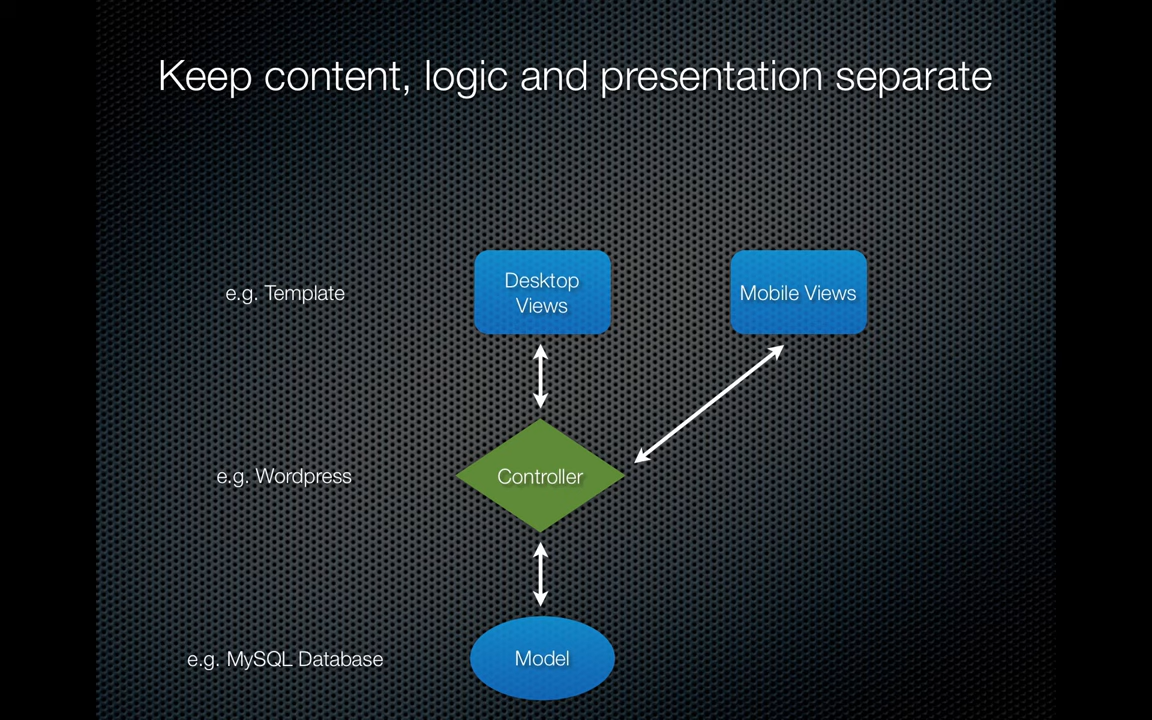 Keep content, logic and presentation separate
e.g. Template
Desktop
Views
Mobile Views
e.g. Wordpress
Controller
e.g. MySQL Database
Model